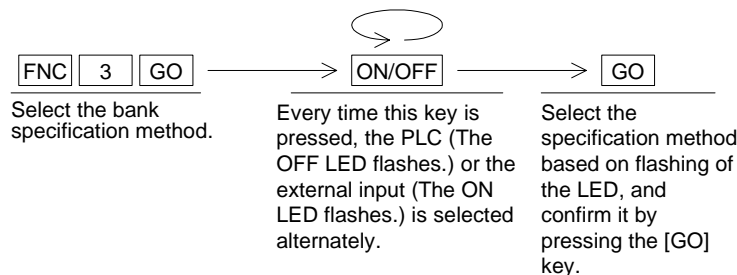 FNC 3 GO ON/OFF GO
Select the bank
specification method.
Every time this key is
pressed, the PLC (The
OFF LED flashes.) or the
external input (The ON
LED flashes.) is selected
alternately.
Select the
specification method
based on flashing of
the LED, and
confirm it by
pressing the [GO]
key.